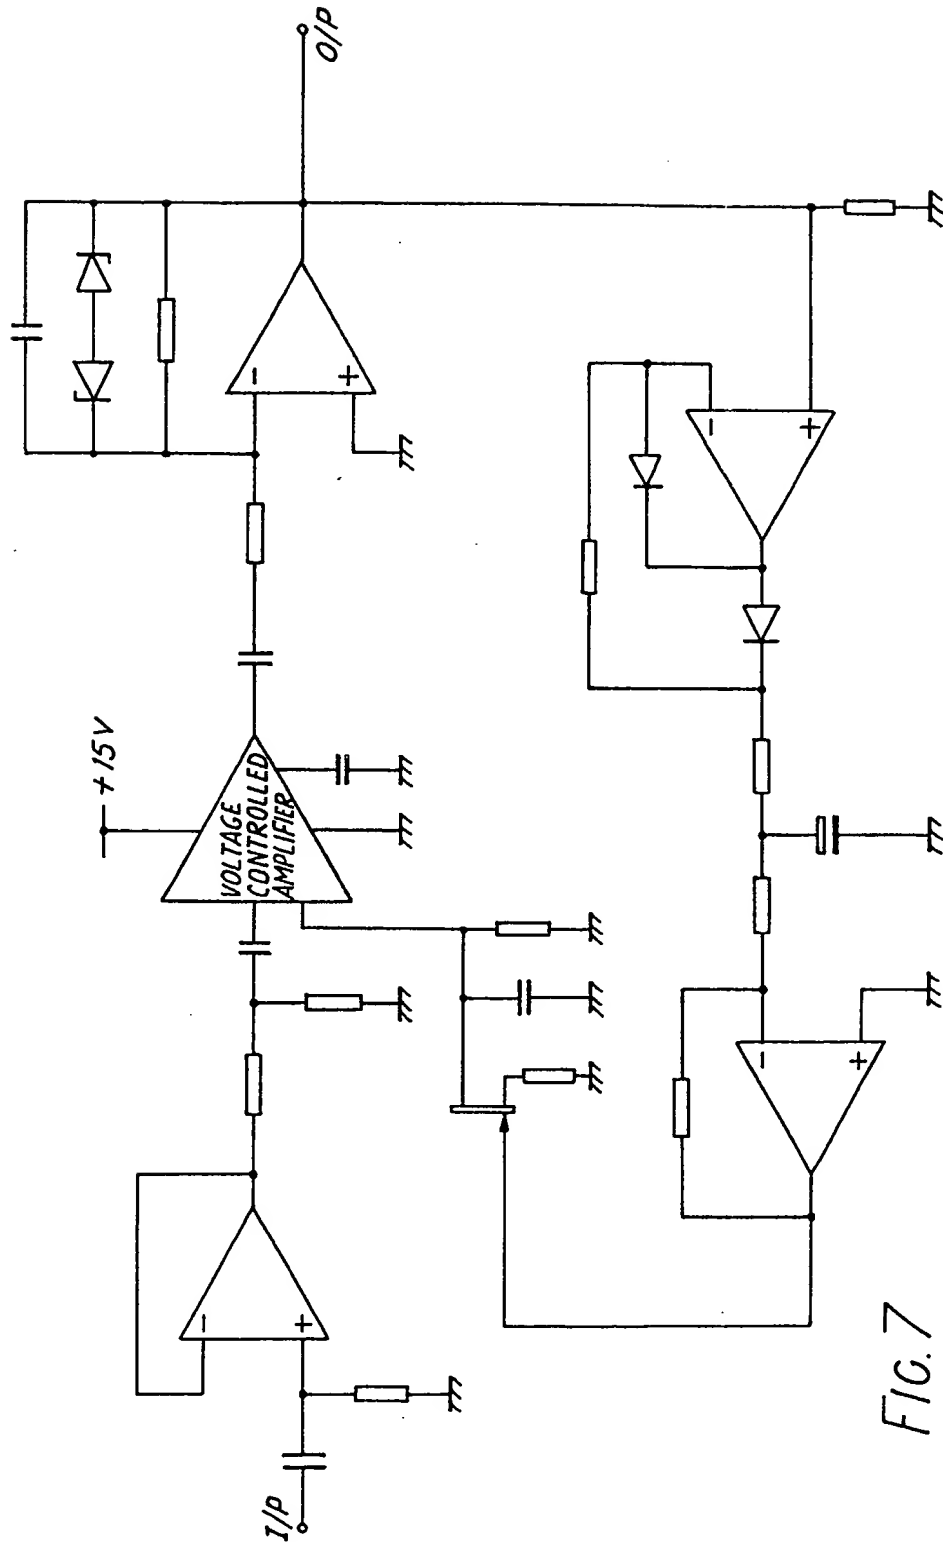 I/P
O/P
+15V
VOLTAGE
CONTROLLED
AMPLIFIER
-
+
-
+
-
+
-
+
FIG. 7